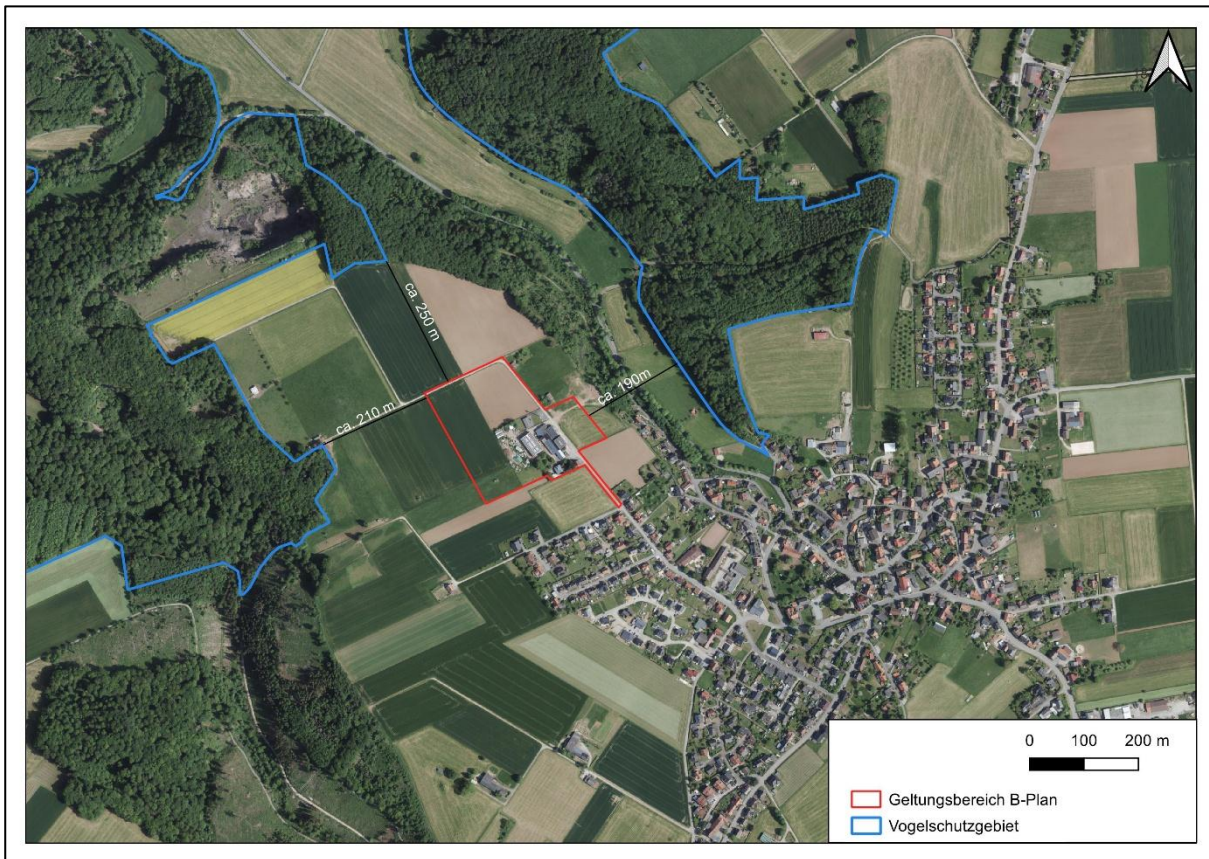 ca. 250 m
ca. 190m
ca. 210 m
0 100 200 m
Geltungsbereich B-Plan
Vogelschutzgebiet